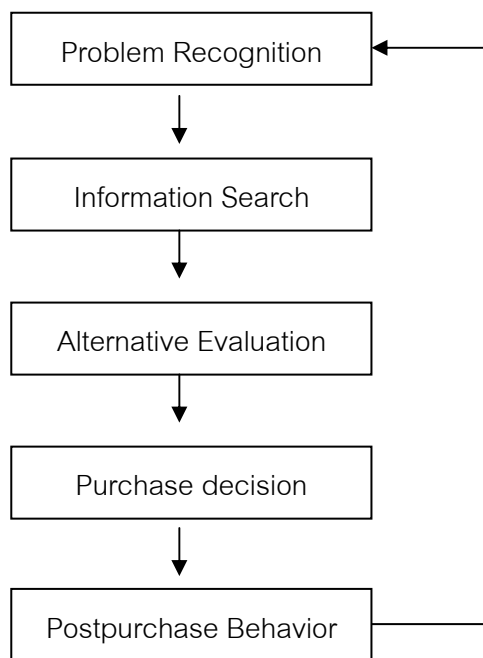 Problem Recognition
Information Search
Alternative Evaluation
Purchase decision
Postpurchase Behavior